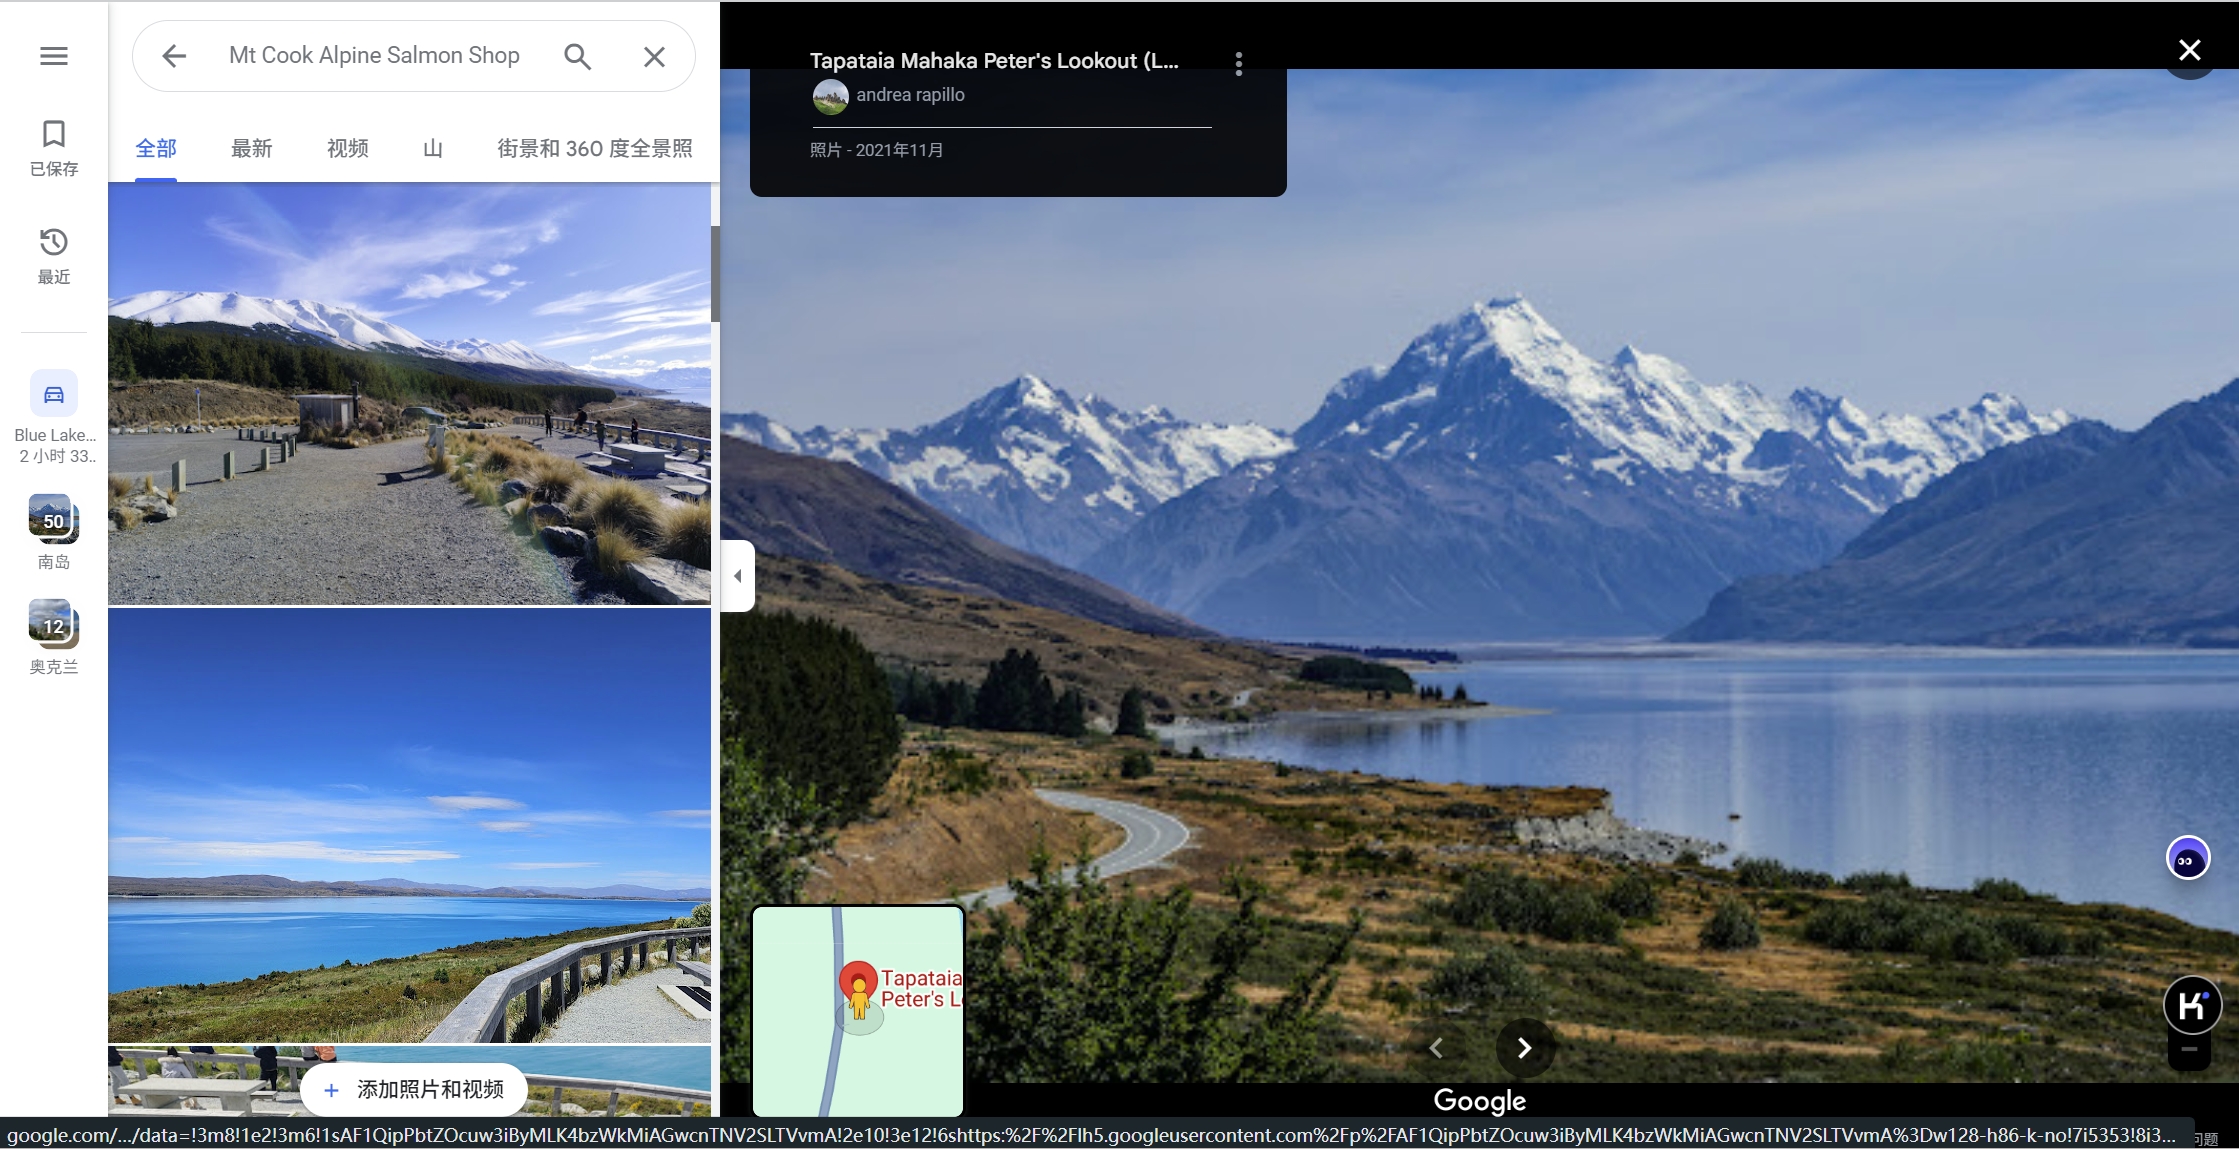 Mt Cook Alpine Salmon Shop
全部
最新
视频
山
街景和 360 度全景照
已保存
最近
Blue Lake...
2 小时 33..
50
南岛
12
奥克兰
添加照片和视频
Tapataia Mahaka Peter's Lookout (L...
andrea rapillo
照片 - 2021年11月
Tapataia
Peter's L
Google
google.com/.../data=!3m8!1e2!3m6!1sAF1QipPbtZOcuw3iByMLK4bzWkMiAGwcnTNV2SLTVvmA!2e10!3e12!6shttps:%2F%2Flh5.googleusercontent.com%2Fp%2FAF1QipPbtZOcuw3iByMLK4bzWkMiAGwcnTNV2SLTVvmA%3Dw128-h86-k-no!7i5353!8i3...
问题